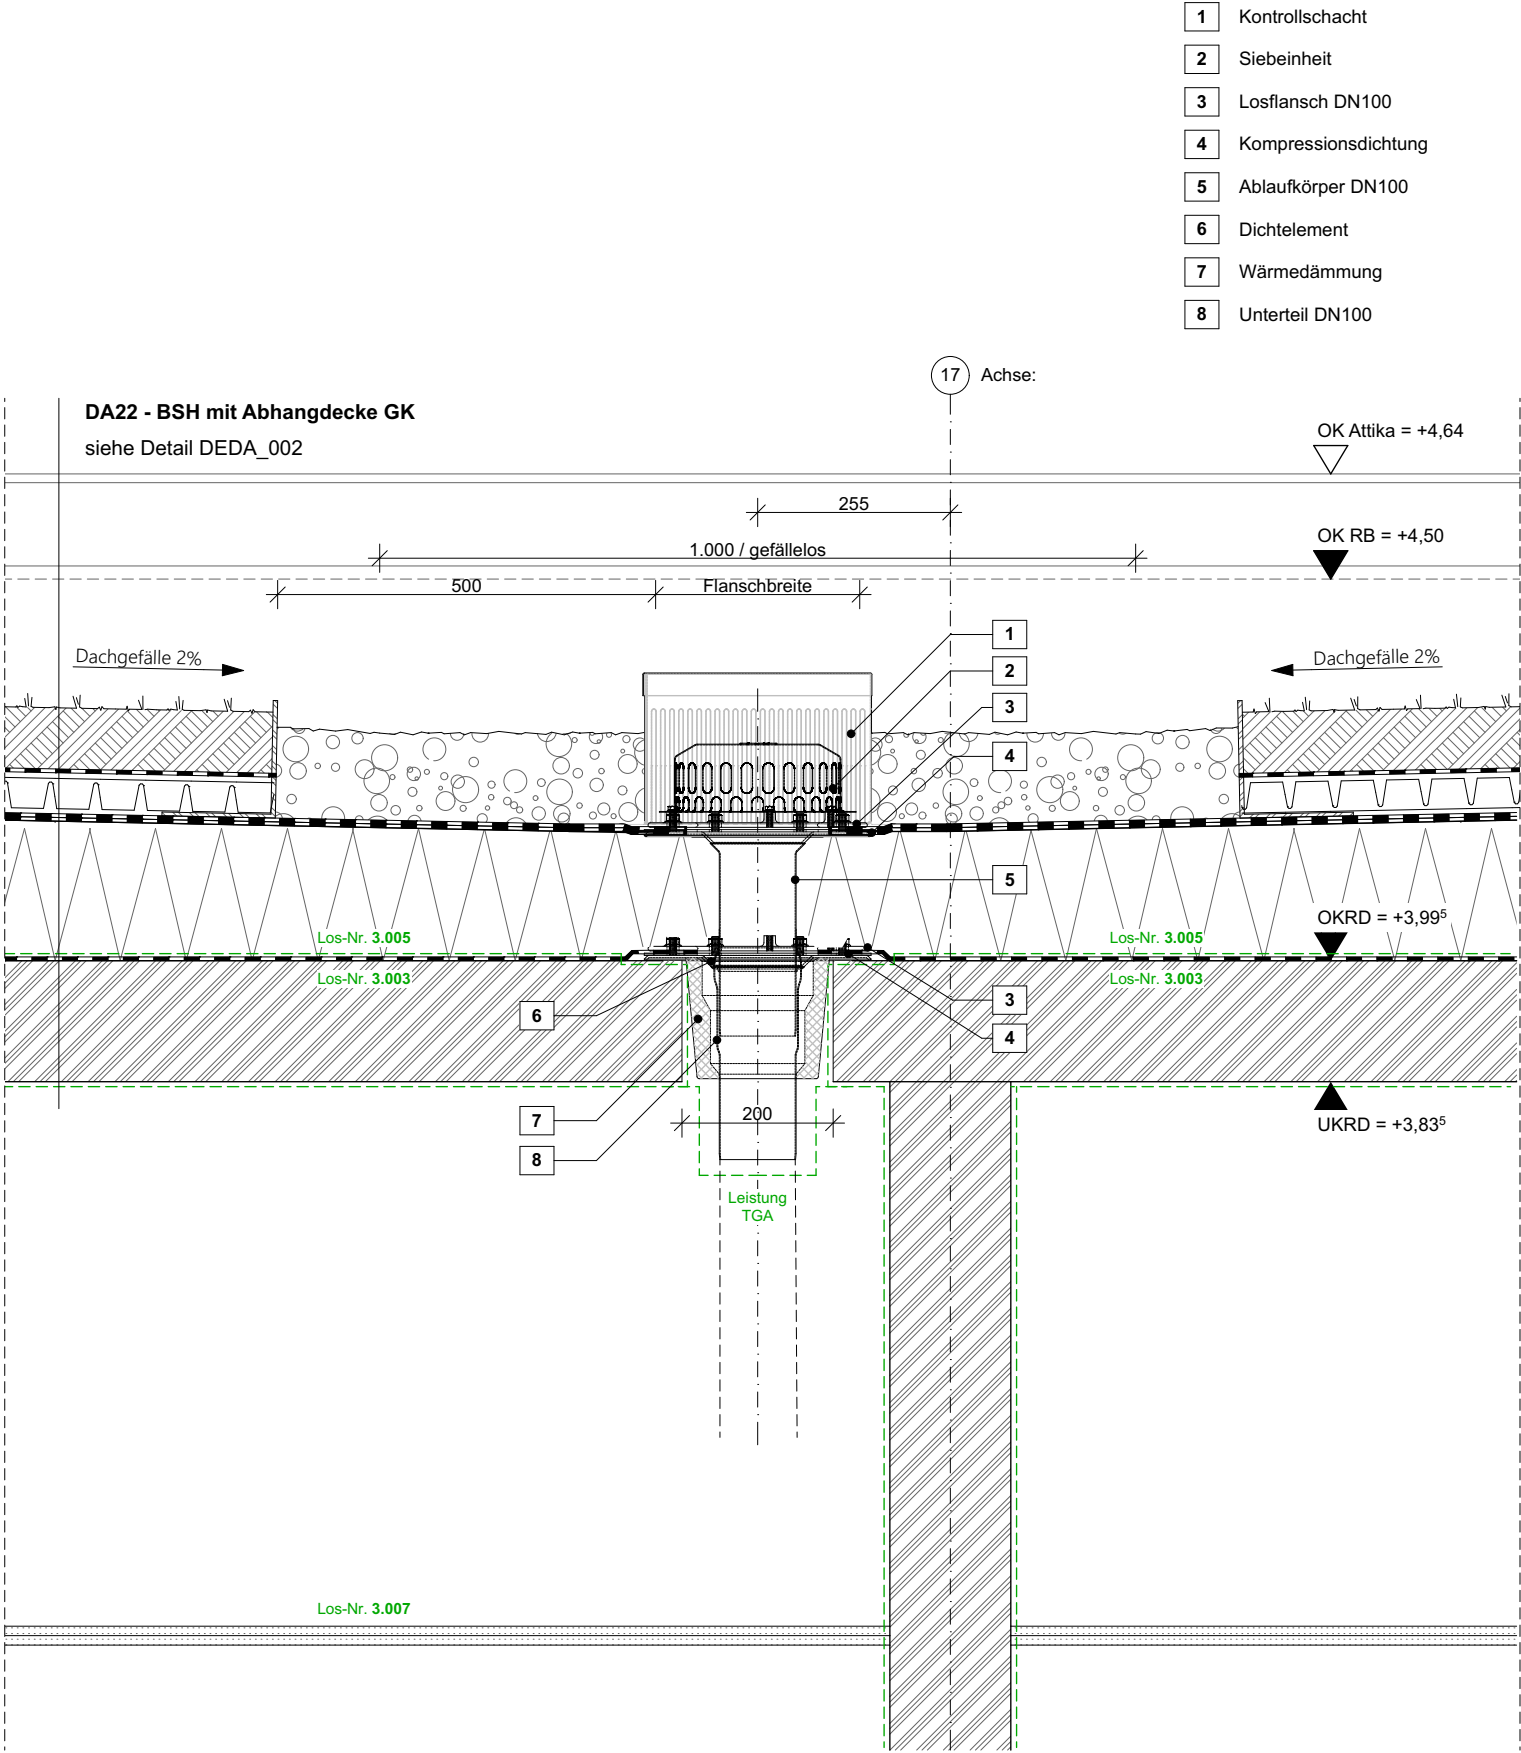 1 Kontrollschacht
2 Siebeinheit
3 Losflansch DN100
4 Kompressionsdichtung
5 Ablaufkörper DN100
6 Dichtelement
7 Wärmedämmung
8 Unterteil DN100
17 Achse:
DA22 - BSH mit Abhangdecke GK
siehe Detail DEDA_002
OK Attika = +4,64
255
OK RB = +4,50
1.000 / gefällelos
500
Flanschbreite
1
Dachgefälle 2%
Dachgefälle 2%
2
3
4
5
OKRD = +3,99⁵
Los-Nr. 3.005
Los-Nr. 3.005
Los-Nr. 3.003
Los-Nr. 3.003
3
6
4
7
200
UKRD = +3,83⁵
8
Leistung
TGA
Los-Nr. 3.007